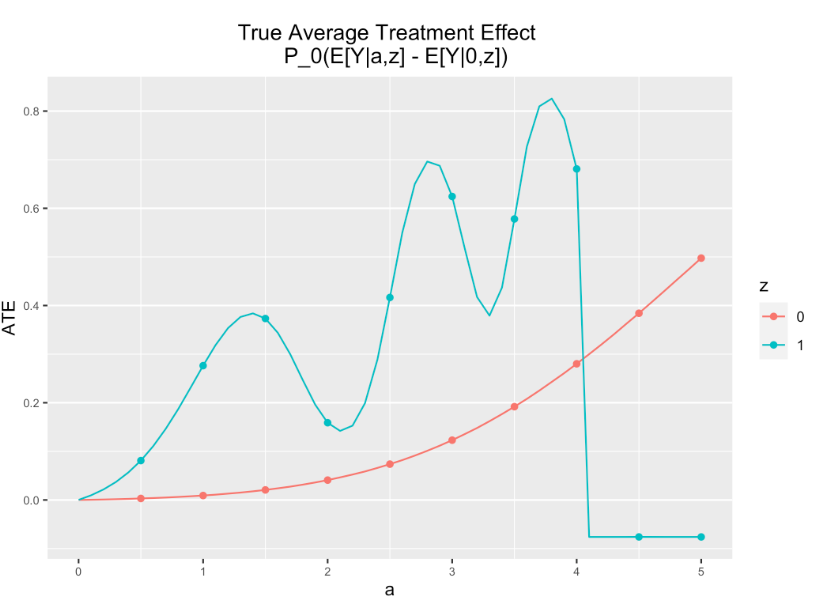 True Average Treatment Effect
P_0(E[Y|a,z] - E[Y|0,z])
ATE
0.8
0.6
0.4
0.2
0.0
0 1 2 3 4 5
a
z
0
1